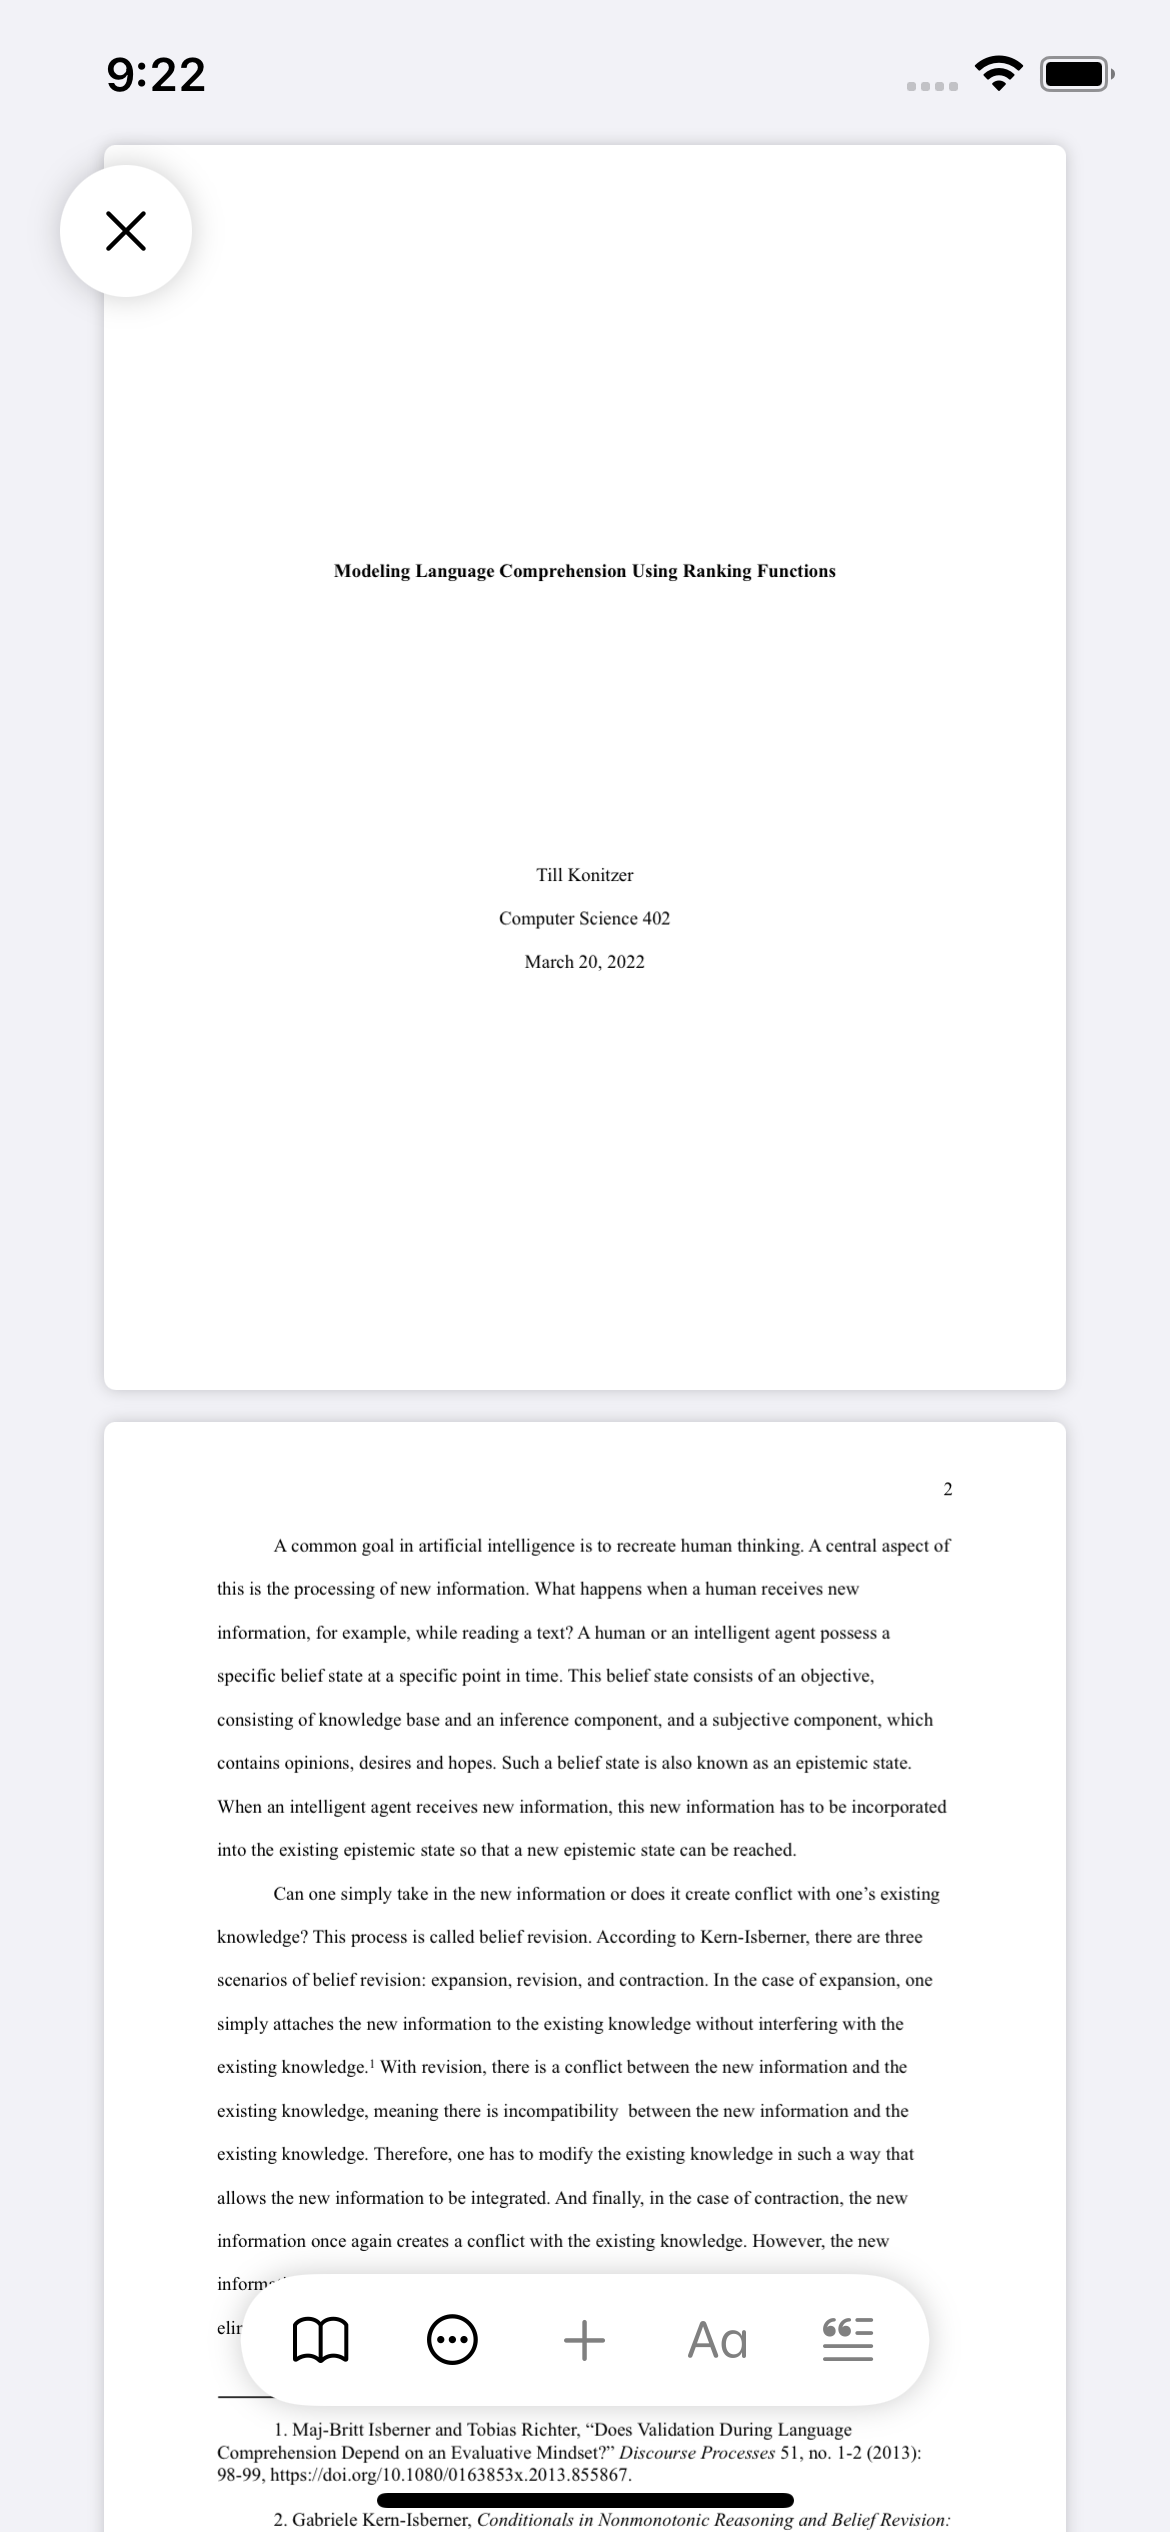 9:22
Modeling Language Comprehension Using Ranking Functions
Till Konitzer
Computer Science 402
March 20, 2022
2
A common goal in artificial intelligence is to recreate human thinking. A central aspect of
this is the processing of new information. What happens when a human receives new
information, for example, while reading a text? A human or an intelligent agent possess a
specific belief state at a specific point in time. This belief state consists of an objective,
consisting of knowledge base and an inference component, and a subjective component, which
contains opinions, desires and hopes. Such a belief state is also known as an epistemic state.
When an intelligent agent receives new information, this new information has to be incorporated
into the existing epistemic state so that a new epistemic state can be reached.
Can one simply take in the new information or does it create conflict with one’s existing
knowledge? This process is called belief revision. According to Kern-Isberner, there are three
scenarios of belief revision: expansion, revision, and contraction. In the case of expansion, one
simply attaches the new information to the existing knowledge without interfering with the
existing knowledge.¹ With revision, there is a conflict between the new information and the
existing knowledge, meaning there is incompatibility  between the new information and the
existing knowledge. Therefore, one has to modify the existing knowledge in such a way that
allows the new information to be integrated. And finally, in the case of contraction, the new
information once again creates a conflict with the existing knowledge. However, the new
Aa
1. Maj-Britt Isberner and Tobias Richter, “Does Validation During Language
Comprehension Depend on an Evaluative Mindset?” Discourse Processes 51, no. 1-2 (2013):
98-99, https://doi.org/10.1080/0163853x.2013.855867.
2. Gabriele Kern-Isberner, Conditionals in Nonmonotonic Reasoning and Belief Revision: